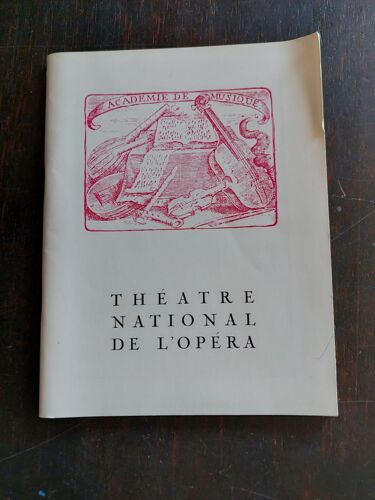 ACADEMIE DE MUSIQUE
THÉATRE
NATIONAL
DE L'OPÉRA